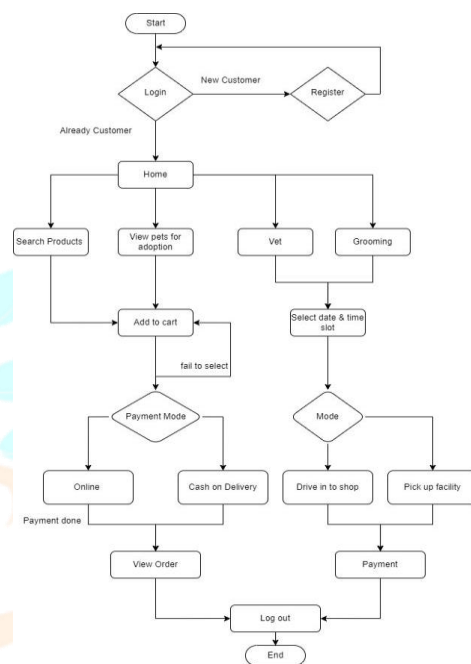 Start
Login
New Customer
Register
Already Customer
Home
Search Products
View pets for
adoption
Vet
Grooming
Add to cart
Select date & time
slot
fail to select
Payment Mode
Mode
Online
Cash on Delivery
Drive in to shop
Pick up facility
Payment done
View Order
Payment
Log out
End